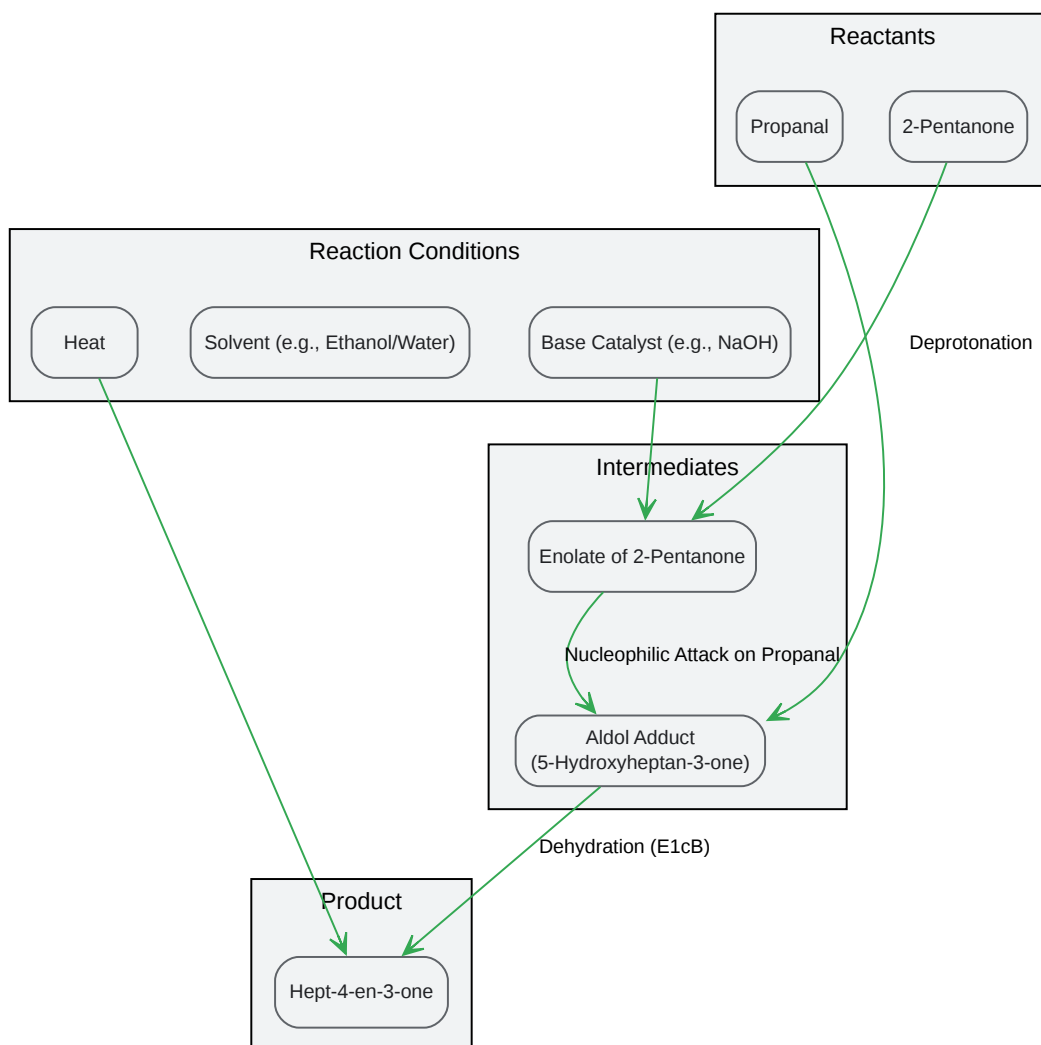 Reactants
Propanal
2-Pentanone
Reaction Conditions
Heat
Solvent (e.g., Ethanol/Water)
Base Catalyst (e.g., NaOH)
Deprotonation
Intermediates
Enolate of 2-Pentanone
Nucleophilic Attack on Propanal
Aldol Adduct
(5-Hydroxyheptan-3-one)
Dehydration (E1cB)
Product
Hept-4-en-3-one